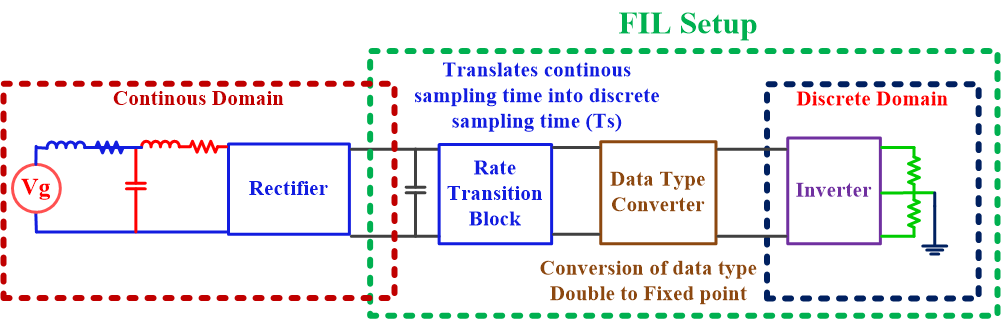 FIL Setup
Translates continous
sampling time into discrete
sampling time (Ts)
Continous Domain
Discrete Domain
Vg
Rectifier
Rate
Transition
Block
Data Type
Converter
Inverter
Conversion of data type
Double to Fixed point